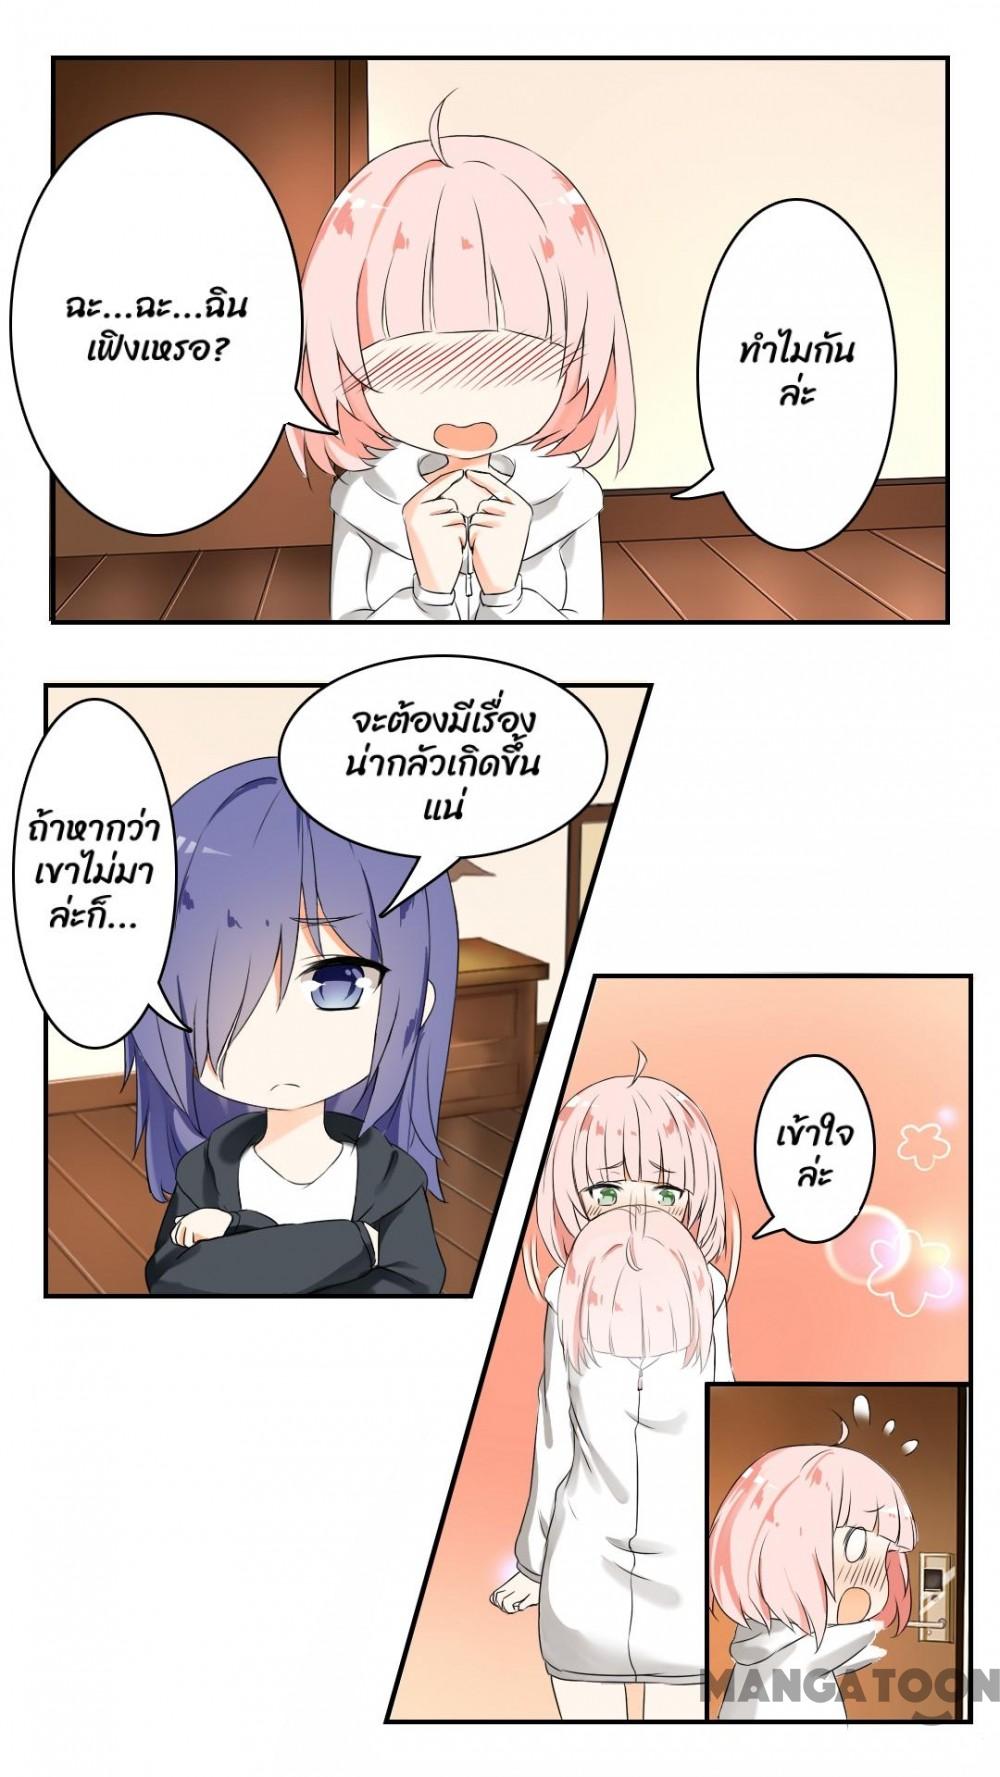 ฉะ...ฉะ...ฉิน
เฟิงเหรอ?
ทำไมกัน
ล่ะ
ถ้าหากว่า
เขาไม่มา
ล่ะก็...
จะต้องมีเรื่อง
น่ากลัวเกิดขึ้น
แน่
เข้าใจ
ล่ะ
MANGATOON